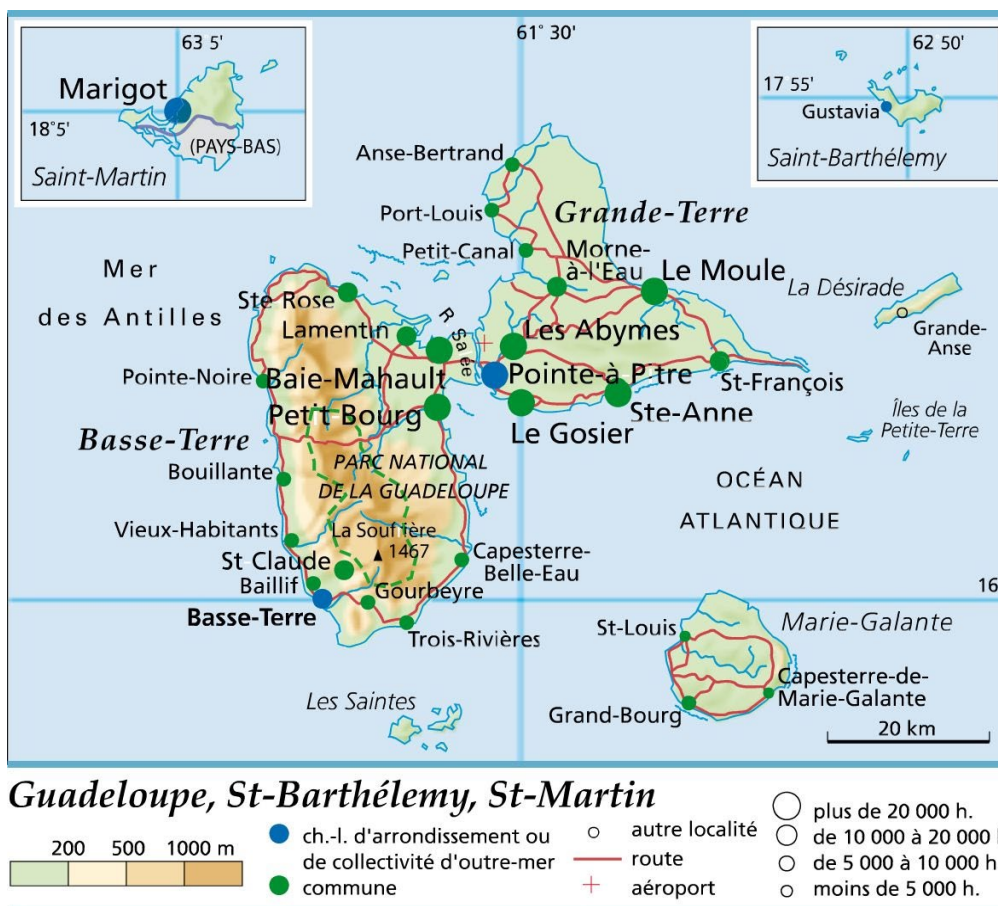 63 5'
Marigot
18°5'
(PAYS-BAS)
Saint-Martin
61° 30'
62 50'
17 55'
Gustavia
Saint-Barthélemy
Anse-Bertrand
Port-Louis
Grande-Terre
Petit-Canal
Morne-
à-l'Eau
Le Moule
Mer
des Antilles
Ste Rose
Lamentin
R Saée
Les Abymes
La Désirade
Grande-
Anse
Pointe-Noire
Baie-Mahault
Pointe-à P tre
St-François
Petit Bourg
Ste-Anne
Le Gosier
Îles de la
Petite-Terre
Basse-Terre
Bouillante
PARC NATIONAL
DE LA GUADELOUPE
OCÉAN
ATLANTIQUE
Vieux-Habitants
La Souf ière
1467
St-Claude
Capesterre-
Belle-Eau
Baillif
Gourbeyre
Basse-Terre
16
Trois-Rivières
St-Louis
Marie-Galante
Les Saintes
Capesterre-de-
Marie-Galante
Grand-Bourg
20 km
Guadeloupe, St-Barthélemy, St-Martin
200 500 1000 m
ch.-l. d'arrondissement ou
de collectivité d'outre-mer
commune
autre localité
route
aéroport
plus de 20 000 h.
de 10 000 à 20 000 h
de 5 000 à 10 000 h
moins de 5 000 h.